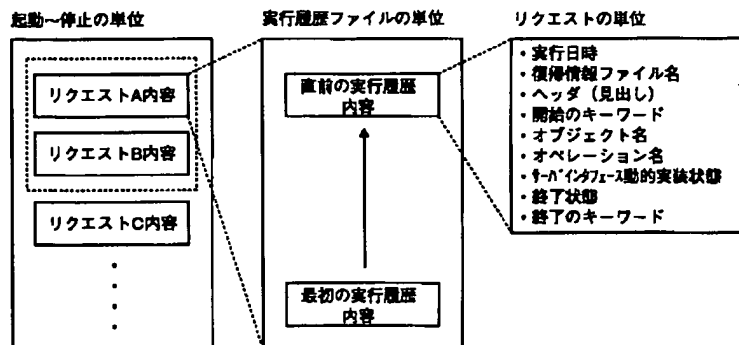 起動～停止の単位
リクエストA内容
リクエストB内容
リクエストC内容
実行履歴ファイルの単位
直前の実行履歴
内容
最初の実行履歴
内容
リクエストの単位
・実行日時
・復帰情報ファイル名
・ヘッダ（見出し）
・開始のキーワード
・オブジェクト名
・オペレーション名
・ｻｰﾊﾞｲﾝﾀﾌｪｰｽ動的実装状態
・終了状態
・終了のキーワード